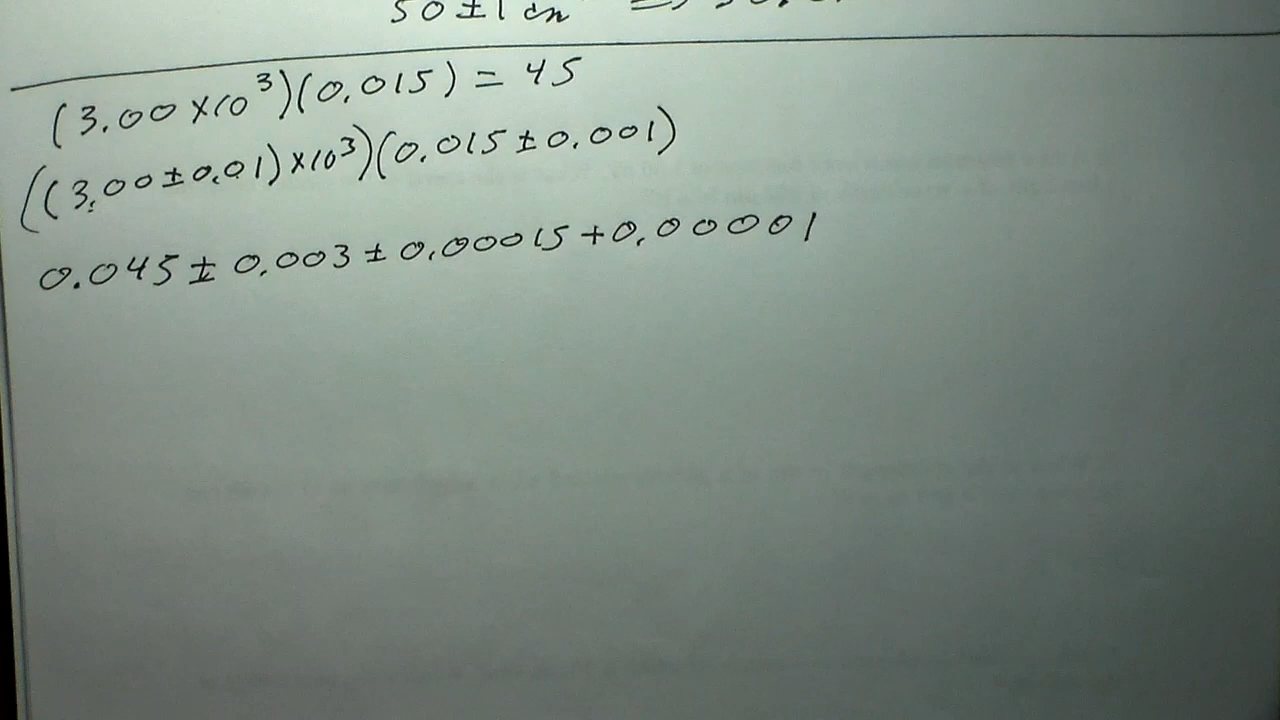 50 ± 1 cm
(3.00 × 10³)(0.015) = 45
((3.00 ± 0.01) × 10³)(0.015 ± 0.001)
0.045 ± 0.003 ± 0.00015 + 0.00001